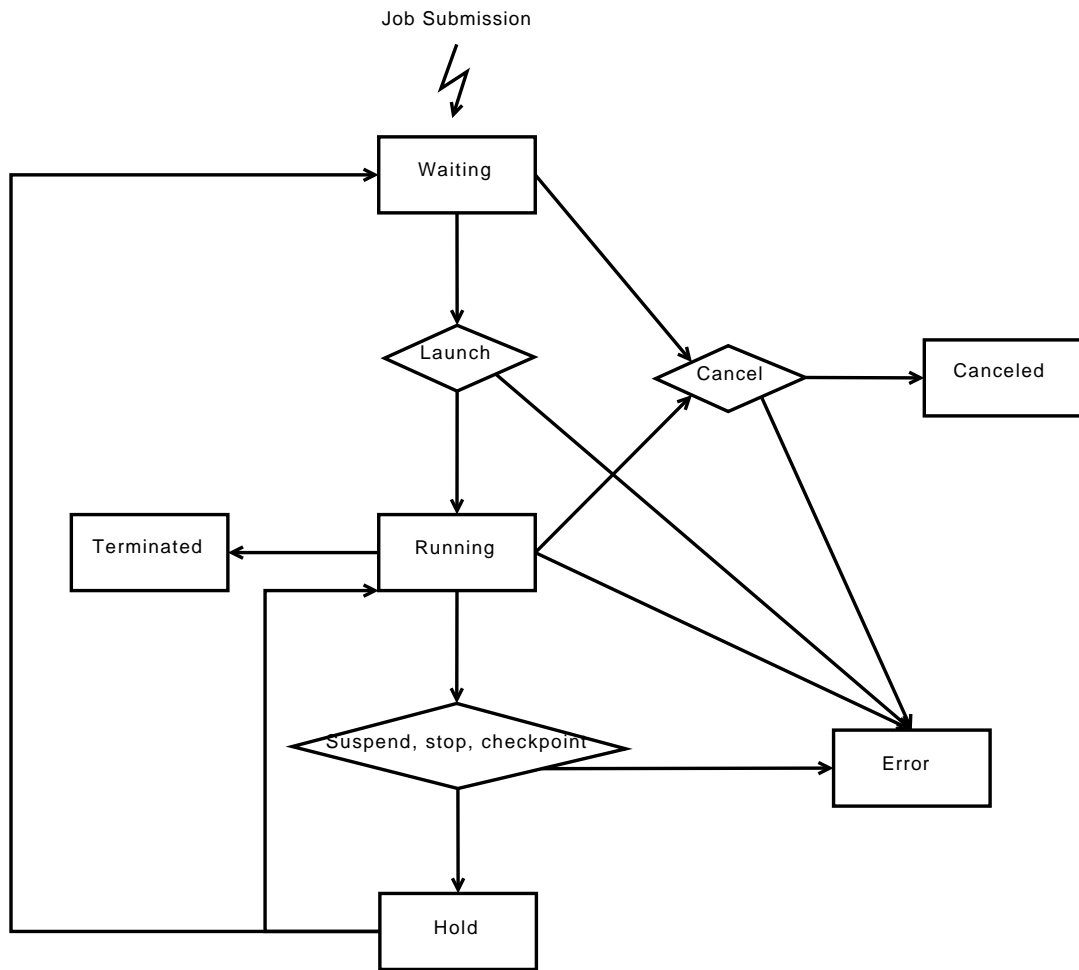 Job Submission
Waiting
Launch
Cancel
Canceled
Terminated
Running
Suspend, stop, checkpoint
Error
Hold